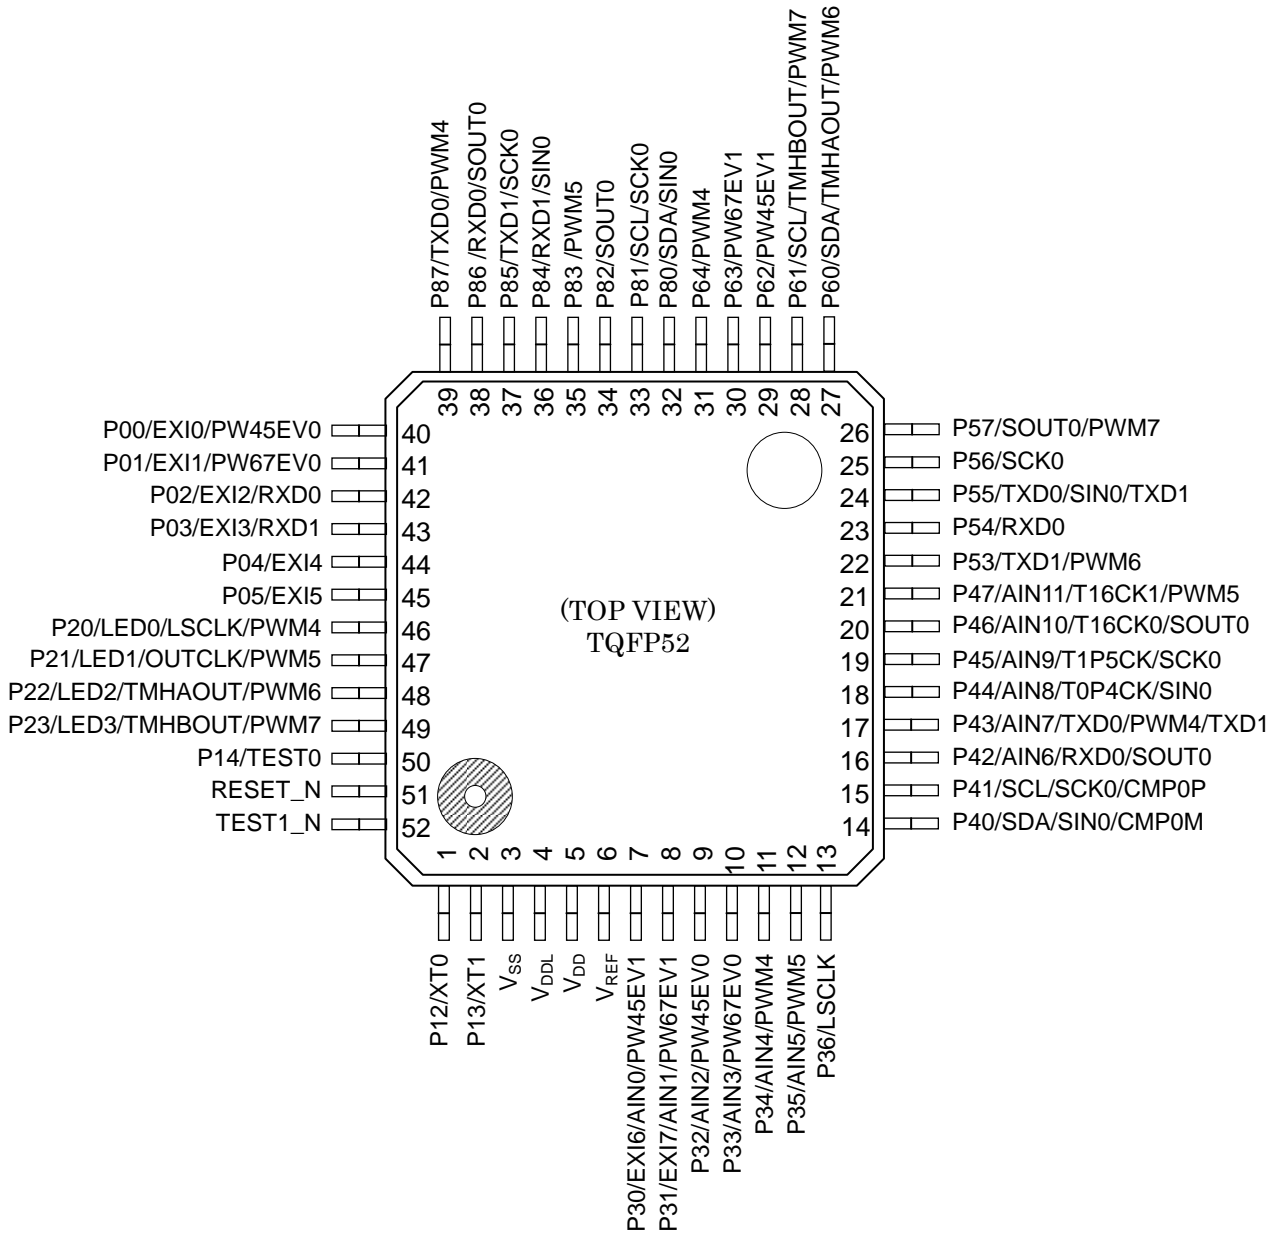 P87/TXD0/PWM4
P86 /RXD0/SOUT0
P85/TXD1/SCK0
P84/RXD1/SIN0
P83 /PWM5
P82/SOUT0
P81/SCL/SCK0
P80/SDA/SIN0
P64/PWM4
P63/PW67EV1
P62/PW45EV1
P61/SCL/TMHBOUT/PWM7
P60/SDA/TMHAOUT/PWM6
39
38
37
36
35
34
33
32
31
30
29
28
27
P00/EXI0/PW45EV0 40
P01/EXI1/PW67EV0 41
P02/EXI2/RXD0 42
P03/EXI3/RXD1 43
P04/EXI4 44
P05/EXI5 45
P20/LED0/LSCLK/PWM4 46
P21/LED1/OUTCLK/PWM5 47
P22/LED2/TMHAOUT/PWM6 48
P23/LED3/TMHBOUT/PWM7 49
P14/TEST0 50
RESET_N 51
TEST1_N 52
(TOP VIEW)
TQFP52
26 P57/SOUT0/PWM7
25 P56/SCK0
24 P55/TXD0/SIN0/TXD1
23 P54/RXD0
22 P53/TXD1/PWM6
21 P47/AIN11/T16CK1/PWM5
20 P46/AIN10/T16CK0/SOUT0
19 P45/AIN9/T1P5CK/SCK0
18 P44/AIN8/T0P4CK/SIN0
17 P43/AIN7/TXD0/PWM4/TXD1
16 P42/AIN6/RXD0/SOUT0
15 P41/SCL/SCK0/CMP0P
14 P40/SDA/SIN0/CMP0M
1
2
3
4
5
6
7
8
9
10
11
12
13
P12/XT0
P13/XT1
VSS
VDDL
VDD
VREF
P30/EXI6/AIN0/PW45EV1
P31/EXI7/AIN1/PW67EV1
P32/AIN2/PW45EV0
P33/AIN3/PW67EV0
P34/AIN4/PWM4
P35/AIN5/PWM5
P36/LSCLK